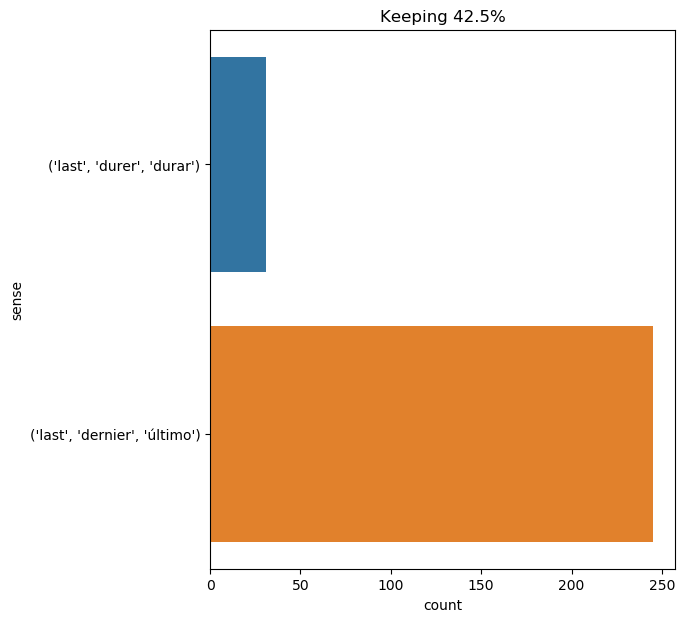 Keeping 42.5%
('last', 'durer', 'durar')
sense
('last', 'dernier', 'último')
0 50 100 150 200 250
count